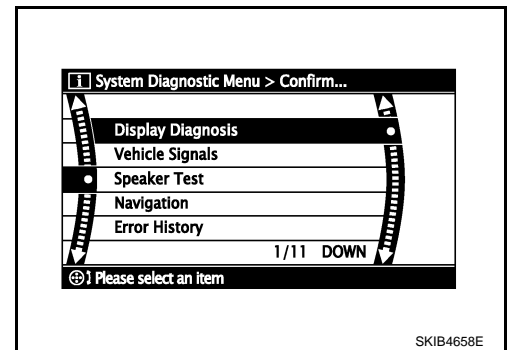 i System Diagnostic Menu > Confirm...
Display Diagnosis
Vehicle Signals
Speaker Test
Navigation
Error History
1/11 DOWN
Please select an item
SKIB4658E